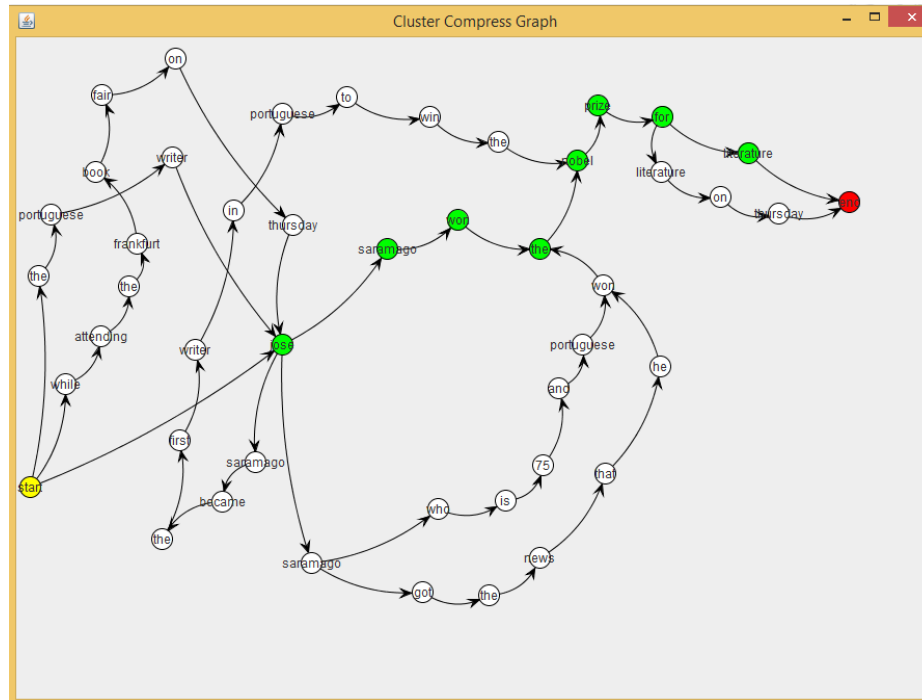 Cluster Compress Graph
on
fair
to
prize
portuguese
win
for
the
writer
nobel
literature
book
literature
on
end
portuguese
in
thursday
won
thursday
frankfurt
saramago
the
the
the
won
attending
jose
portuguese
writer
he
while
and
first
saramago
75
that
start
became
is
who
the
news
saramago
got
the